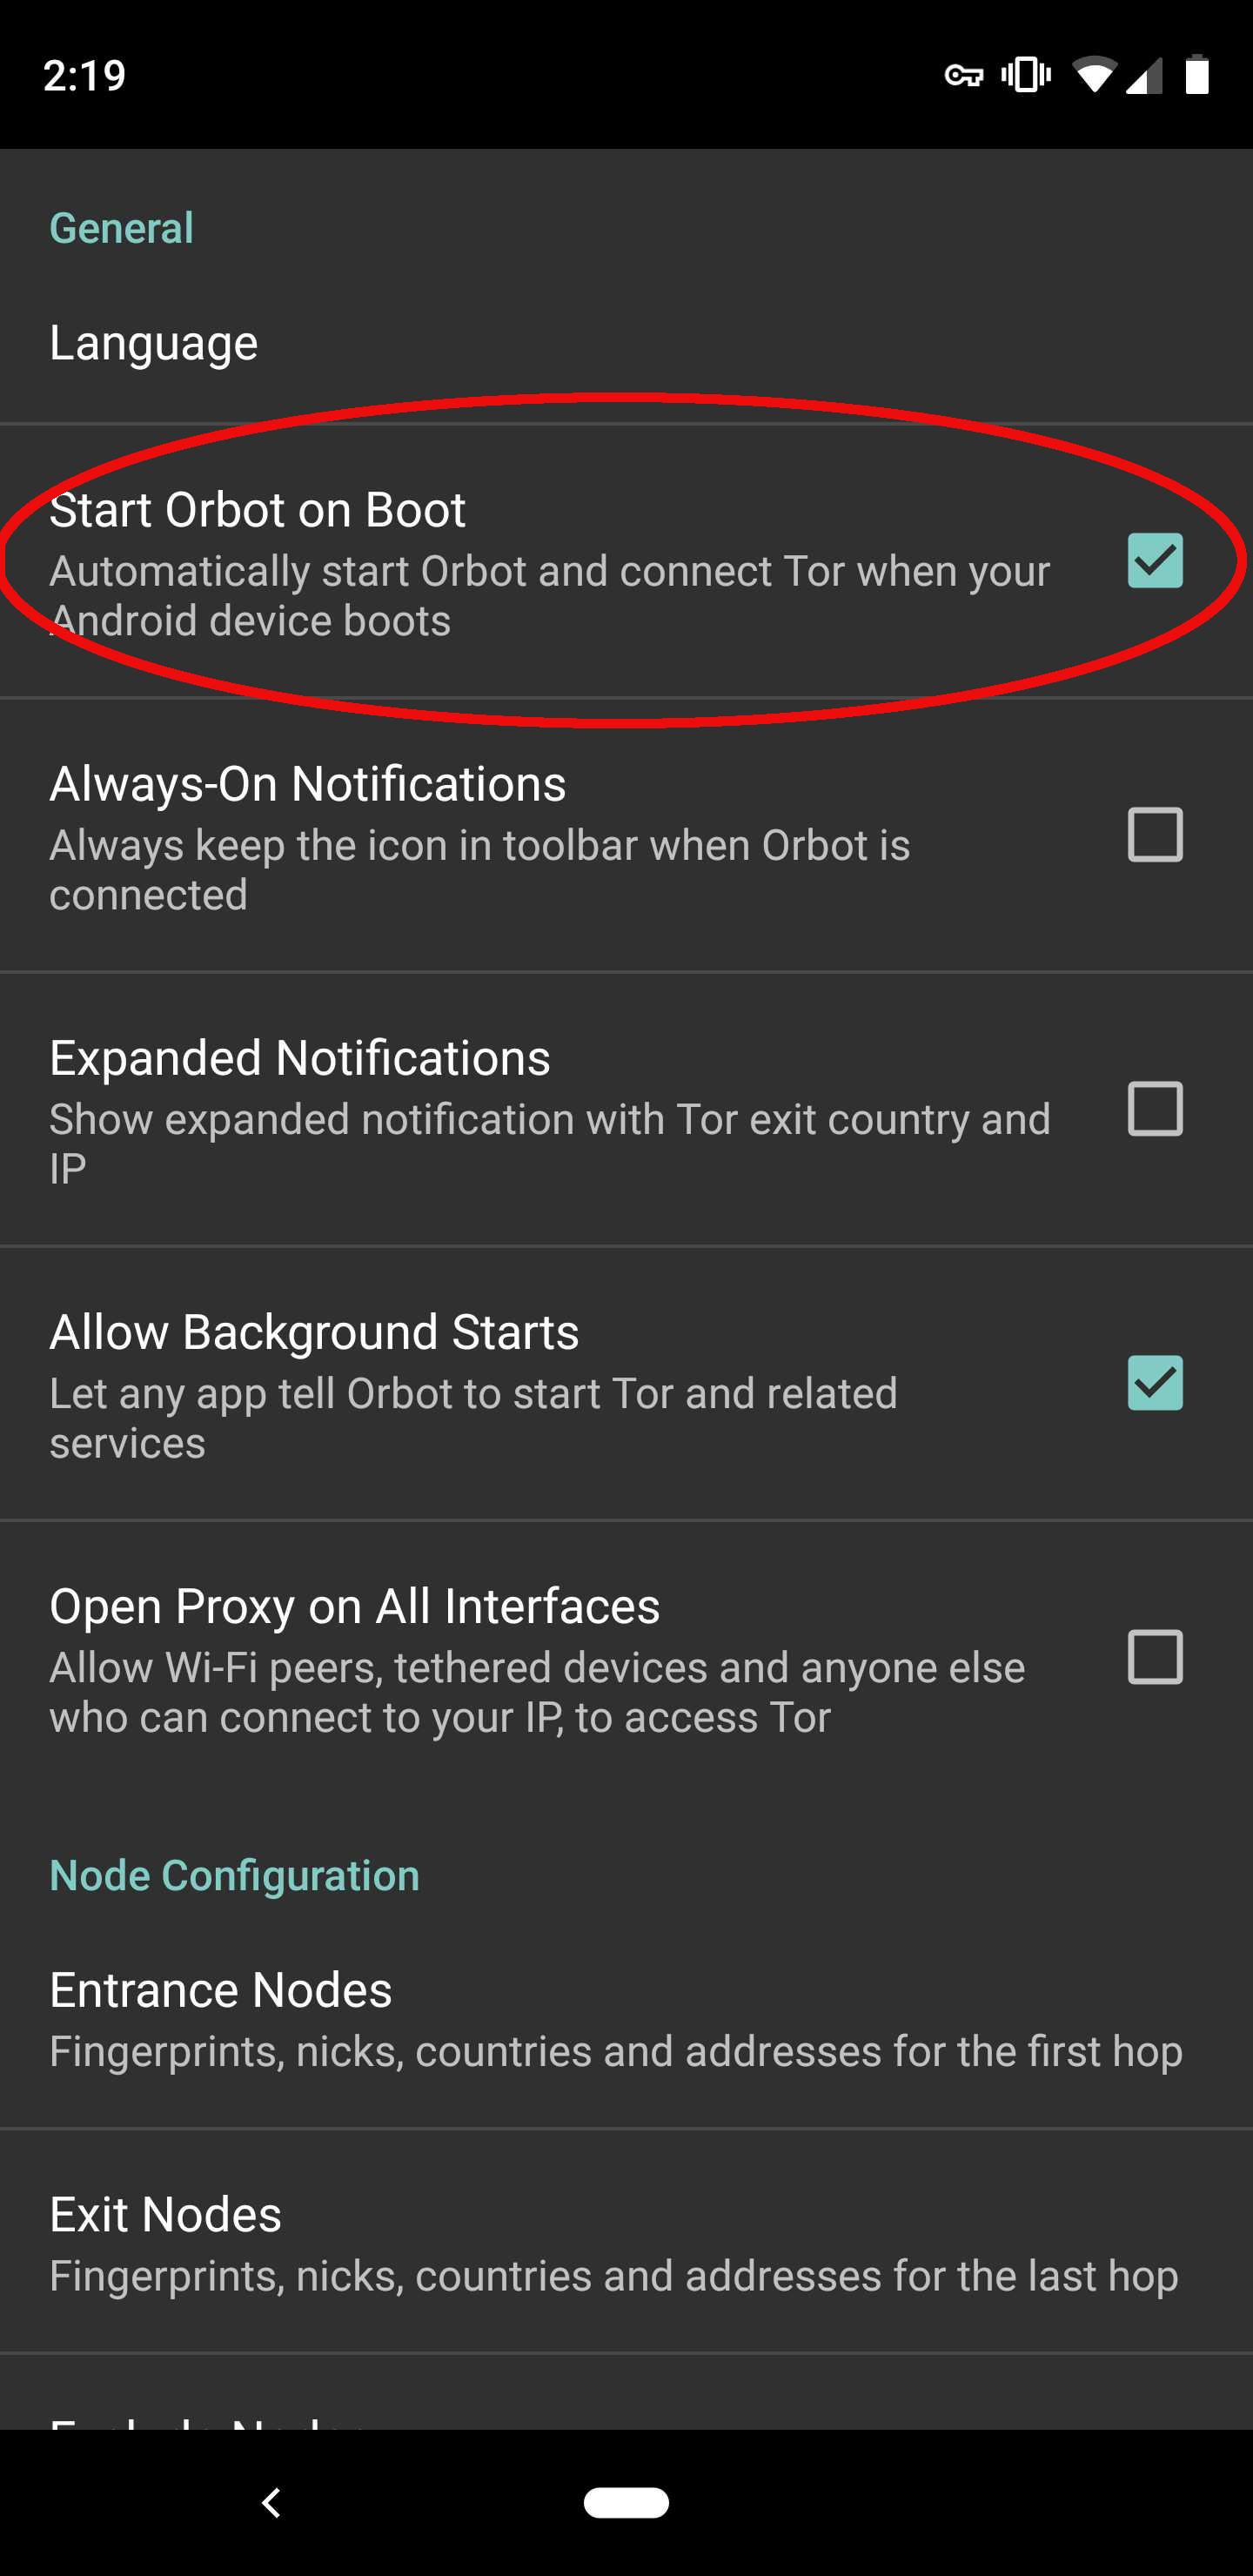 2:19
General
Language
Start Orbot on Boot
Automatically start Orbot and connect Tor when your
Android device boots
Always-On Notifications
Always keep the icon in toolbar when Orbot is
connected
Expanded Notifications
Show expanded notification with Tor exit country and
IP
Allow Background Starts
Let any app tell Orbot to start Tor and related
services
Open Proxy on All Interfaces
Allow Wi-Fi peers, tethered devices and anyone else
who can connect to your IP, to access Tor
Node Configuration
Entrance Nodes
Fingerprints, nicks, countries and addresses for the first hop
Exit Nodes
Fingerprints, nicks, countries and addresses for the last hop